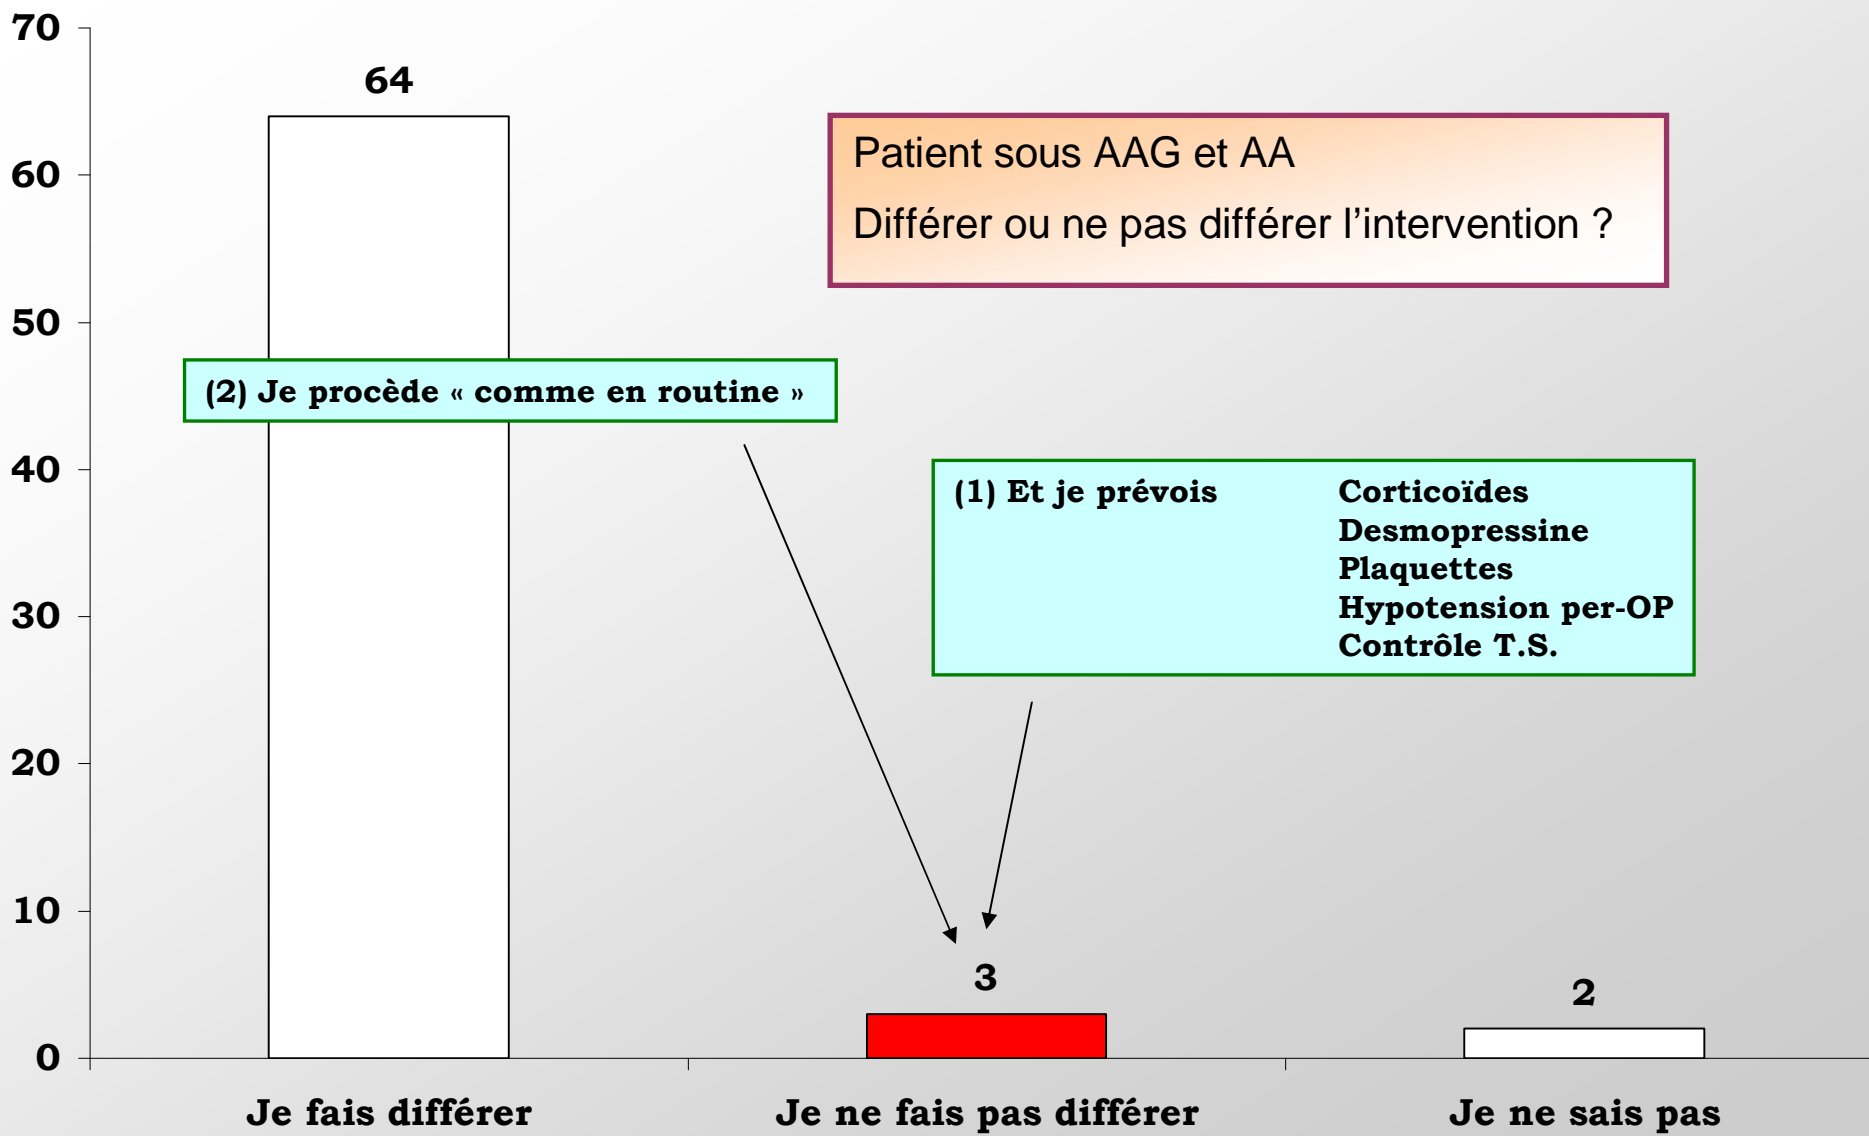 70
64
60
Patient sous AAG et AA
Différer ou ne pas différer l’intervention ?
50
(2) Je procède « comme en routine »
40
(1) Et je prévois Corticoïdes
Desmopressine
Plaquettes
Hypotension per-OP
Contrôle T.S.
30
20
10
3
2
0
Je fais différer Je ne fais pas différer Je ne sais pas